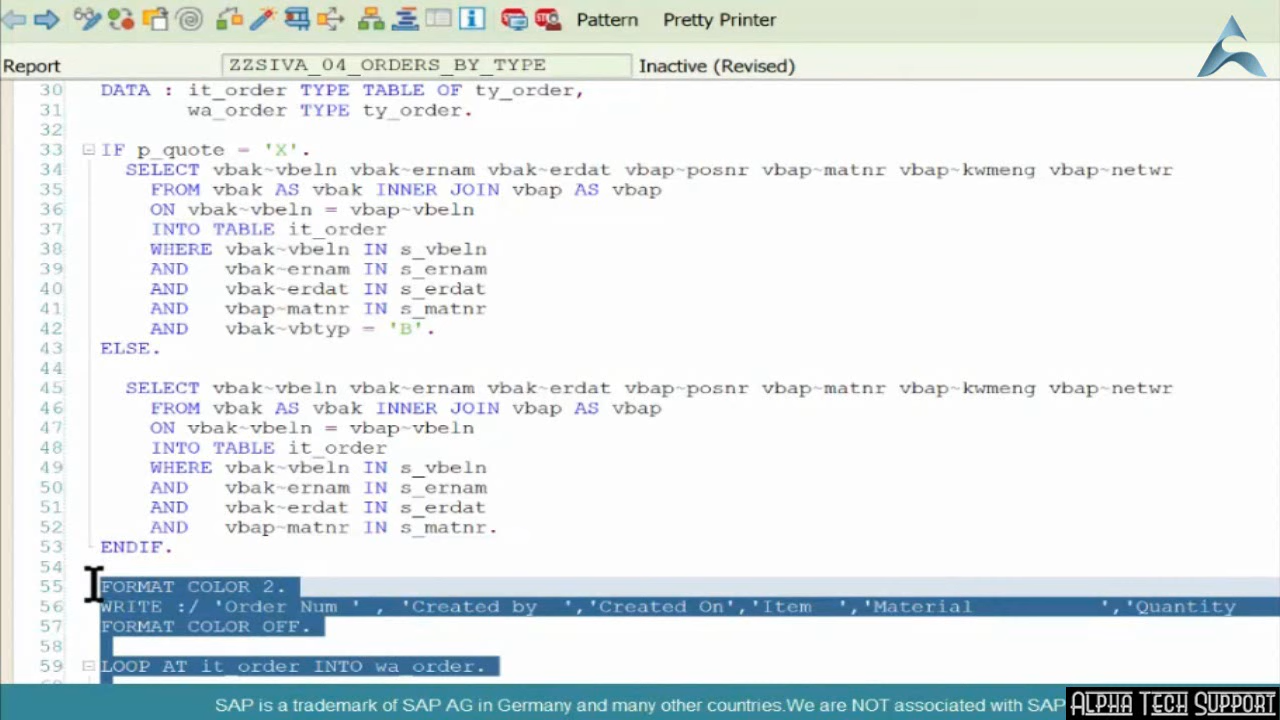 Pattern Pretty Printer
Report ZZSIVA_04_ORDERS_BY_TYPE Inactive (Revised)
30 DATA : it_order TYPE TABLE OF ty_order,
31 wa_order TYPE ty_order.
32
33 IF p_quote = 'X'.
34 SELECT vbak~vbeln vbak~ernam vbak~erdat vbap~posnr vbap~matnr vbap~kwmeng vbap~netwr
35 FROM vbak AS vbak INNER JOIN vbap AS vbap
36 ON vbak~vbeln = vbap~vbeln
37 INTO TABLE it_order
38 WHERE vbak~vbeln IN s_vbeln
39 AND vbak~ernam IN s_ernam
40 AND vbak~erdat IN s_erdat
41 AND vbap~matnr IN s_matnr
42 AND vbak~vbtyp = 'B'.
43 ELSE.
44
45 SELECT vbak~vbeln vbak~ernam vbak~erdat vbap~posnr vbap~matnr vbap~kwmeng vbap~netwr
46 FROM vbak AS vbak INNER JOIN vbap AS vbap
47 ON vbak~vbeln = vbap~vbeln
48 INTO TABLE it_order
49 WHERE vbak~vbeln IN s_vbeln
50 AND vbak~ernam IN s_ernam
51 AND vbak~erdat IN s_erdat
52 AND vbap~matnr IN s_matnr.
53 ENDIF.
54
55 FORMAT COLOR 2.
56 WRITE :/ 'Order Num ' , 'Created by  ','Created On','Item  ','Material          ','Quantity
57 FORMAT COLOR OFF.
58
59 LOOP AT it_order INTO wa_order.
SAP is a trademark of SAP AG in Germany and many other countries.We are NOT associated with SAP
ALPHA TECH SUPPORT